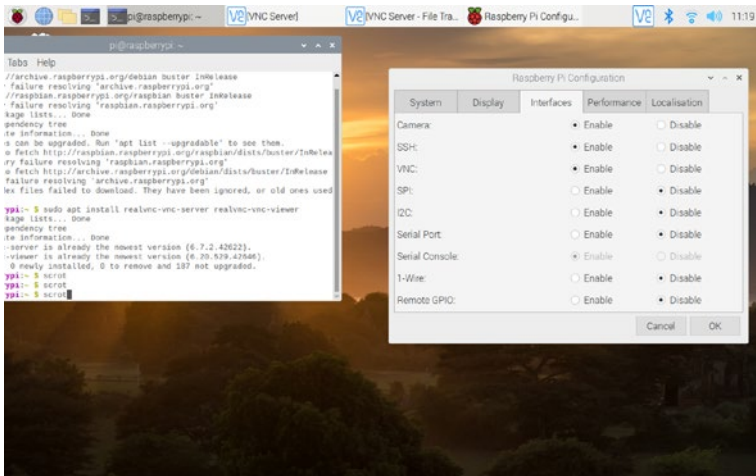 pi@raspberrypi: ~
[VNC Server]
[VNC Server - File Tra...
Raspberry Pi Configu...
11:19
pi@raspberrypi: ~
Tabs Help
//archive.raspberrypi.org/debian buster InRelease
failure resolving 'archive.raspberrypi.org'
//raspbian.raspberrypi.org/raspbian buster InRelease
failure resolving 'raspbian.raspberrypi.org'
kage lists... Done
pendency tree
te information... Done
s can be upgraded. Run 'apt list --upgradable' to see them.
o fetch http://raspbian.raspberrypi.org/raspbian/dists/buster/InRelea
ry failure resolving 'raspbian.raspberrypi.org'
o fetch http://archive.raspberrypi.org/debian/dists/buster/InRelease
failure resolving 'archive.raspberrypi.org'
dex files failed to download. They have been ignored, or old ones used
ypi:~ $ sudo apt install realvnc-vnc-server realvnc-vnc-viewer
kage lists... Done
pendency tree
te information... Done
-server is already the newest version (6.7.2.42622).
-viewer is already the newest version (6.20.529.42646).
0 newly installed, 0 to remove and 187 not upgraded.
ypi:~ $ scrot
ypi:~ $ scrot
ypi:~ $ scrot
Raspberry Pi Configuration
System Display Interfaces Performance Localisation
Camera: Enable Disable
SSH: Enable Disable
VNC: Enable Disable
SPI: Enable Disable
I2C: Enable Disable
Serial Port: Enable Disable
Serial Console: Enable Disable
1-Wire: Enable Disable
Remote GPIO: Enable Disable
Cancel OK